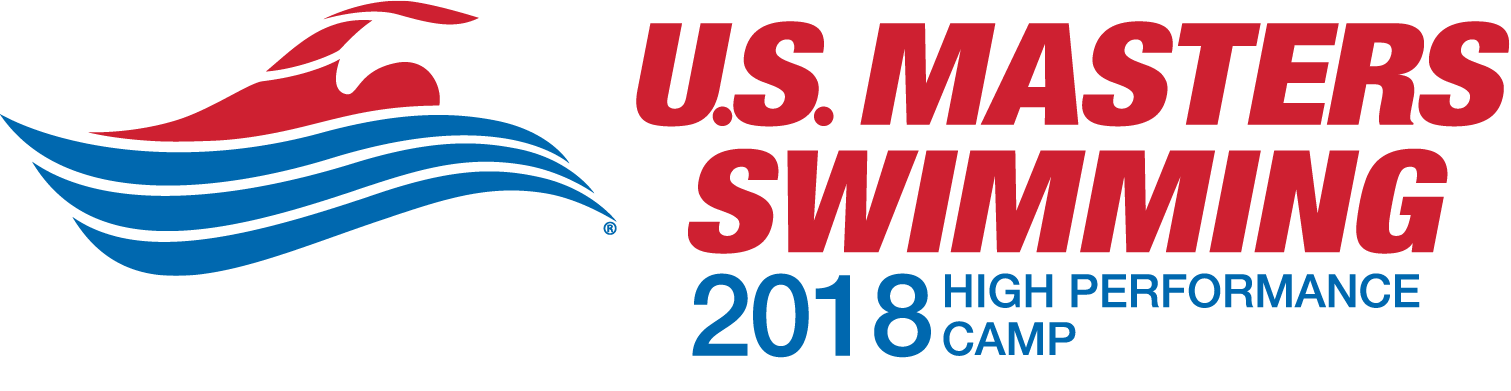 U.S. MASTERS
SWIMMING
2018 HIGH PERFORMANCE
CAMP
®